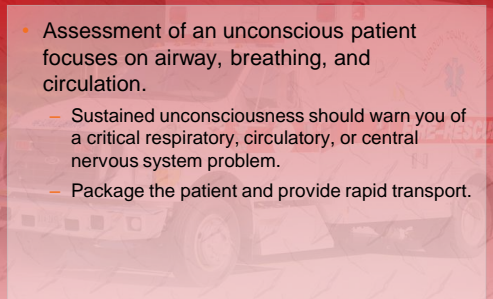 • Assessment of an unconscious patient
focuses on airway, breathing, and
circulation.
– Sustained unconsciousness should warn you of
a critical respiratory, circulatory, or central
nervous system problem.
– Package the patient and provide rapid transport.